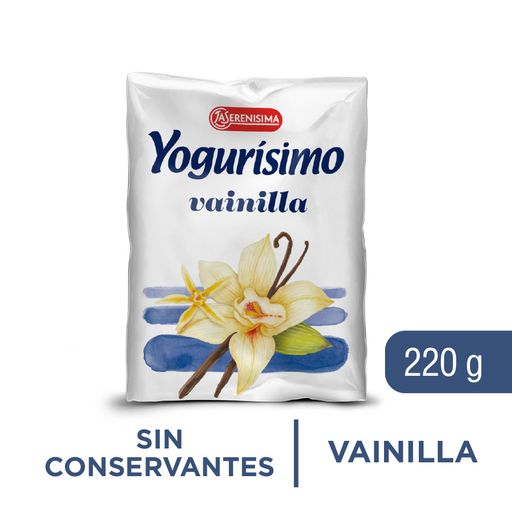 LA SERENISIMA
Yogurísimo
vainilla
220 g
SIN
CONSERVANTES
VAINILLA